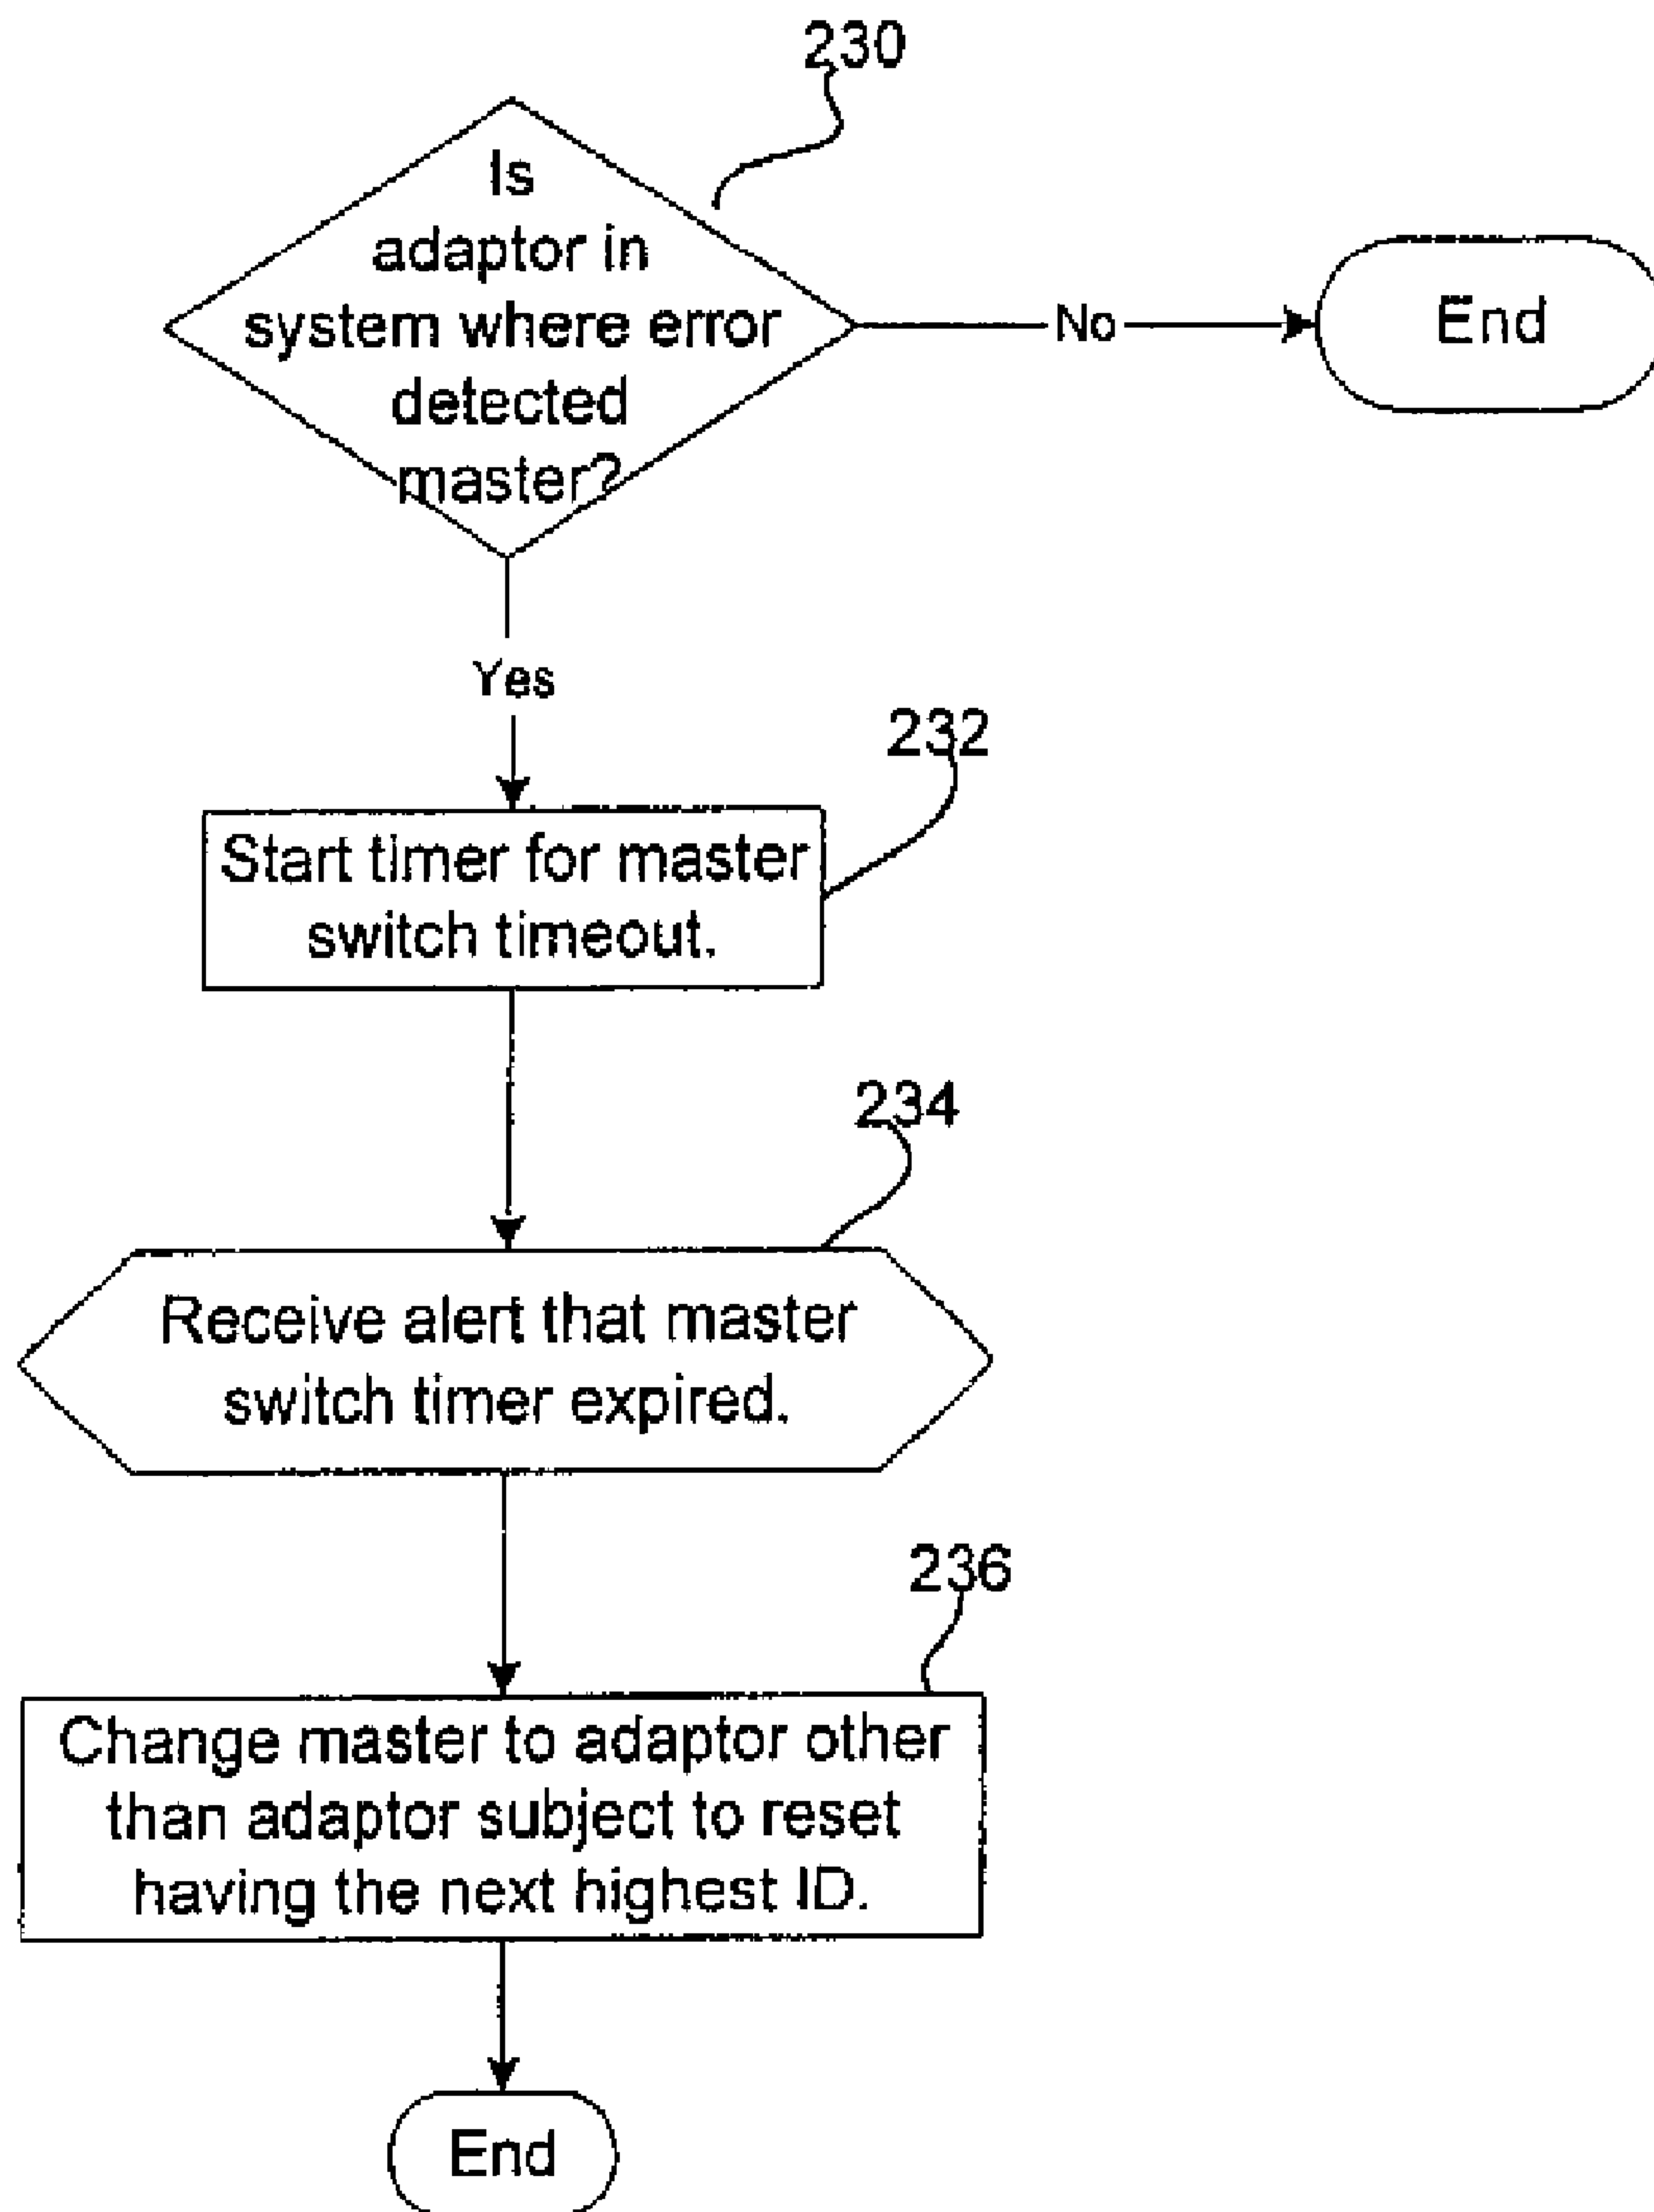 230
Is
adaptor in
system where error
detected
master?
No
End
Yes
232
Start timer for master
switch timeout.
234
Receive alert that master
switch timer expired.
236
Change master to adaptor other
than adaptor subject to reset
having the next highest ID.
End